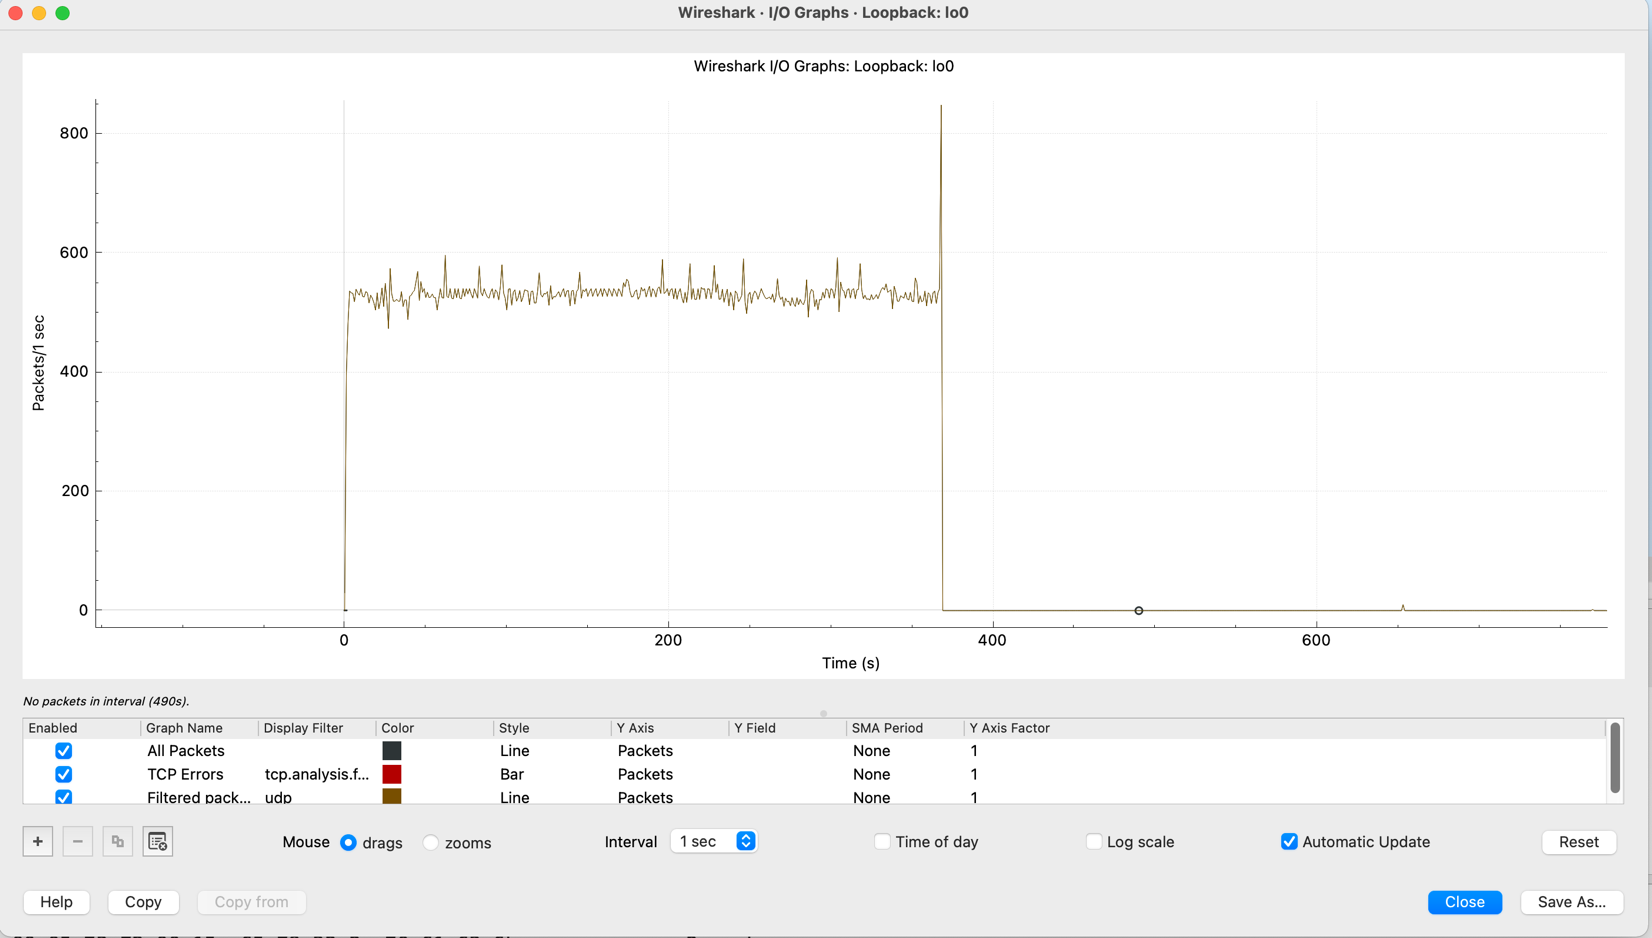 Wireshark · I/O Graphs · Loopback: lo0
Wireshark I/O Graphs: Loopback: lo0
800
600
400
200
0
Packets/1 sec
0 200 400 600
Time (s)
No packets in interval (490s).
Enabled Graph Name Display Filter Color Style Y Axis Y Field SMA Period Y Axis Factor
All Packets Line Packets None 1
TCP Errors tcp.analysis.f... Bar Packets None 1
Filtered pack... udp Line Packets None 1
+ − Mouse drags zooms Interval 1 sec Time of day Log scale Automatic Update Reset
Help Copy Copy from Close Save As...